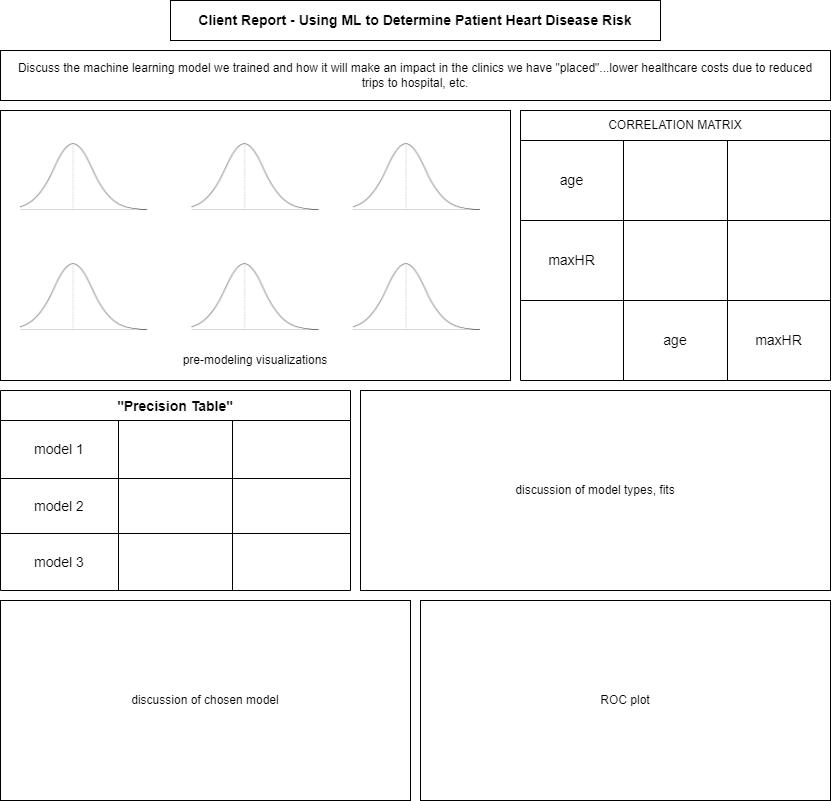 Client Report - Using ML to Determine Patient Heart Disease Risk
Discuss the machine learning model we trained and how it will make an impact in the clinics we have "placed"...lower healthcare costs due to reduced
trips to hospital, etc.
pre-modeling visualizations
CORRELATION MATRIX
age
maxHR
age maxHR
"Precision Table"
model 1
model 2
model 3
discussion of model types, fits
discussion of chosen model
ROC plot